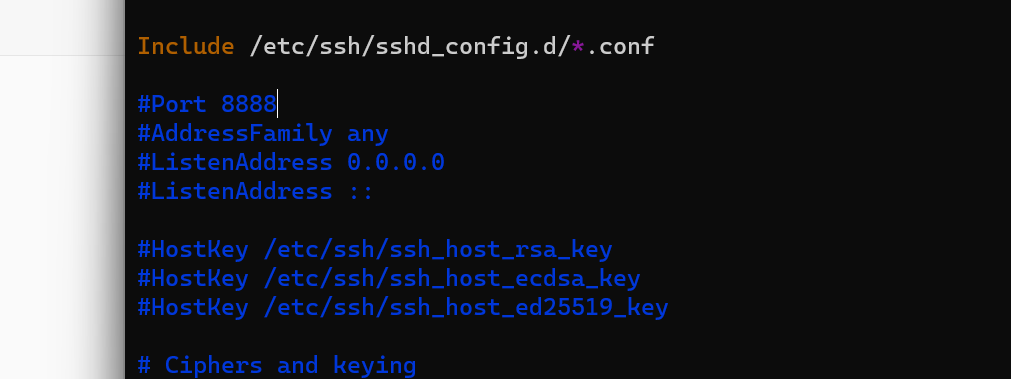 Include /etc/ssh/sshd_config.d/*.conf
#Port 8888
#AddressFamily any
#ListenAddress 0.0.0.0
#ListenAddress ::
#HostKey /etc/ssh/ssh_host_rsa_key
#HostKey /etc/ssh/ssh_host_ecdsa_key
#HostKey /etc/ssh/ssh_host_ed25519_key
# Ciphers and keying